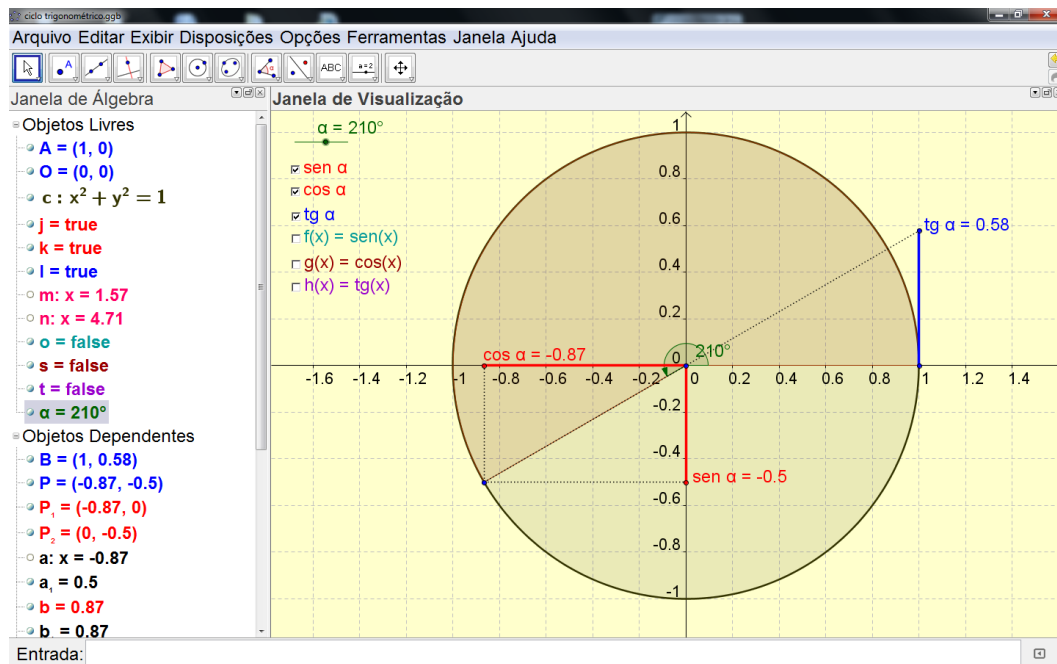 ciclo trigonométrico.ggb
Arquivo Editar Exibir Disposições Opções Ferramentas Janela Ajuda
A
α
ABC
a=2
Janela de Álgebra
Janela de Visualização
Objetos Livres
A = (1, 0)
O = (0, 0)
c : x² + y² = 1
j = true
k = true
l = true
m: x = 1.57
n: x = 4.71
o = false
s = false
t = false
α = 210°
Objetos Dependentes
B = (1, 0.58)
P = (-0.87, -0.5)
P₁ = (-0.87, 0)
P₂ = (0, -0.5)
a: x = -0.87
a₁ = 0.5
b = 0.87
b = 0.87
α = 210°
sen α
cos α
tg α
f(x) = sen(x)
g(x) = cos(x)
h(x) = tg(x)
1
0.8
0.6
0.4
0.2
0
-0.2
-0.4
-0.6
-0.8
-1
tg α = 0.58
210°
cos α = -0.87
-1.6 -1.4 -1.2 -1 -0.8 -0.6 -0.4 -0.2 0 0.2 0.4 0.6 0.8 1 1.2 1.4
sen α = -0.5
Entrada: